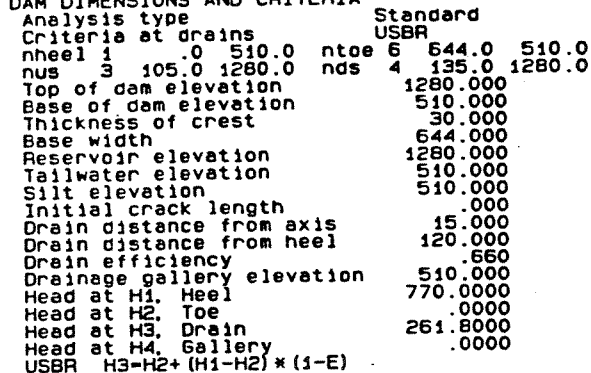 DAM DIMENSIONS AND CRITERIA
Analysis type Standard
Criteria at drains USBR
nheel 1 .0 510.0 ntoe 6 644.0 510.0
nus 3 105.0 1280.0 nds 4 135.0 1280.0
Top of dam elevation 1280.000
Base of dam elevation 510.000
Thickness of crest 30.000
Base width 644.000
Reservoir elevation 1280.000
Tailwater elevation 510.000
Silt elevation 510.000
Initial crack length .000
Drain distance from axis 15.000
Drain distance from heel 120.000
Drain efficiency .660
Drainage gallery elevation 510.000
Head at H1, Heel 770.0000
Head at H2, Toe .0000
Head at H3, Drain 261.8000
Head at H4, Gallery .0000
USBR H3=H2+(H1-H2)*(1-E)